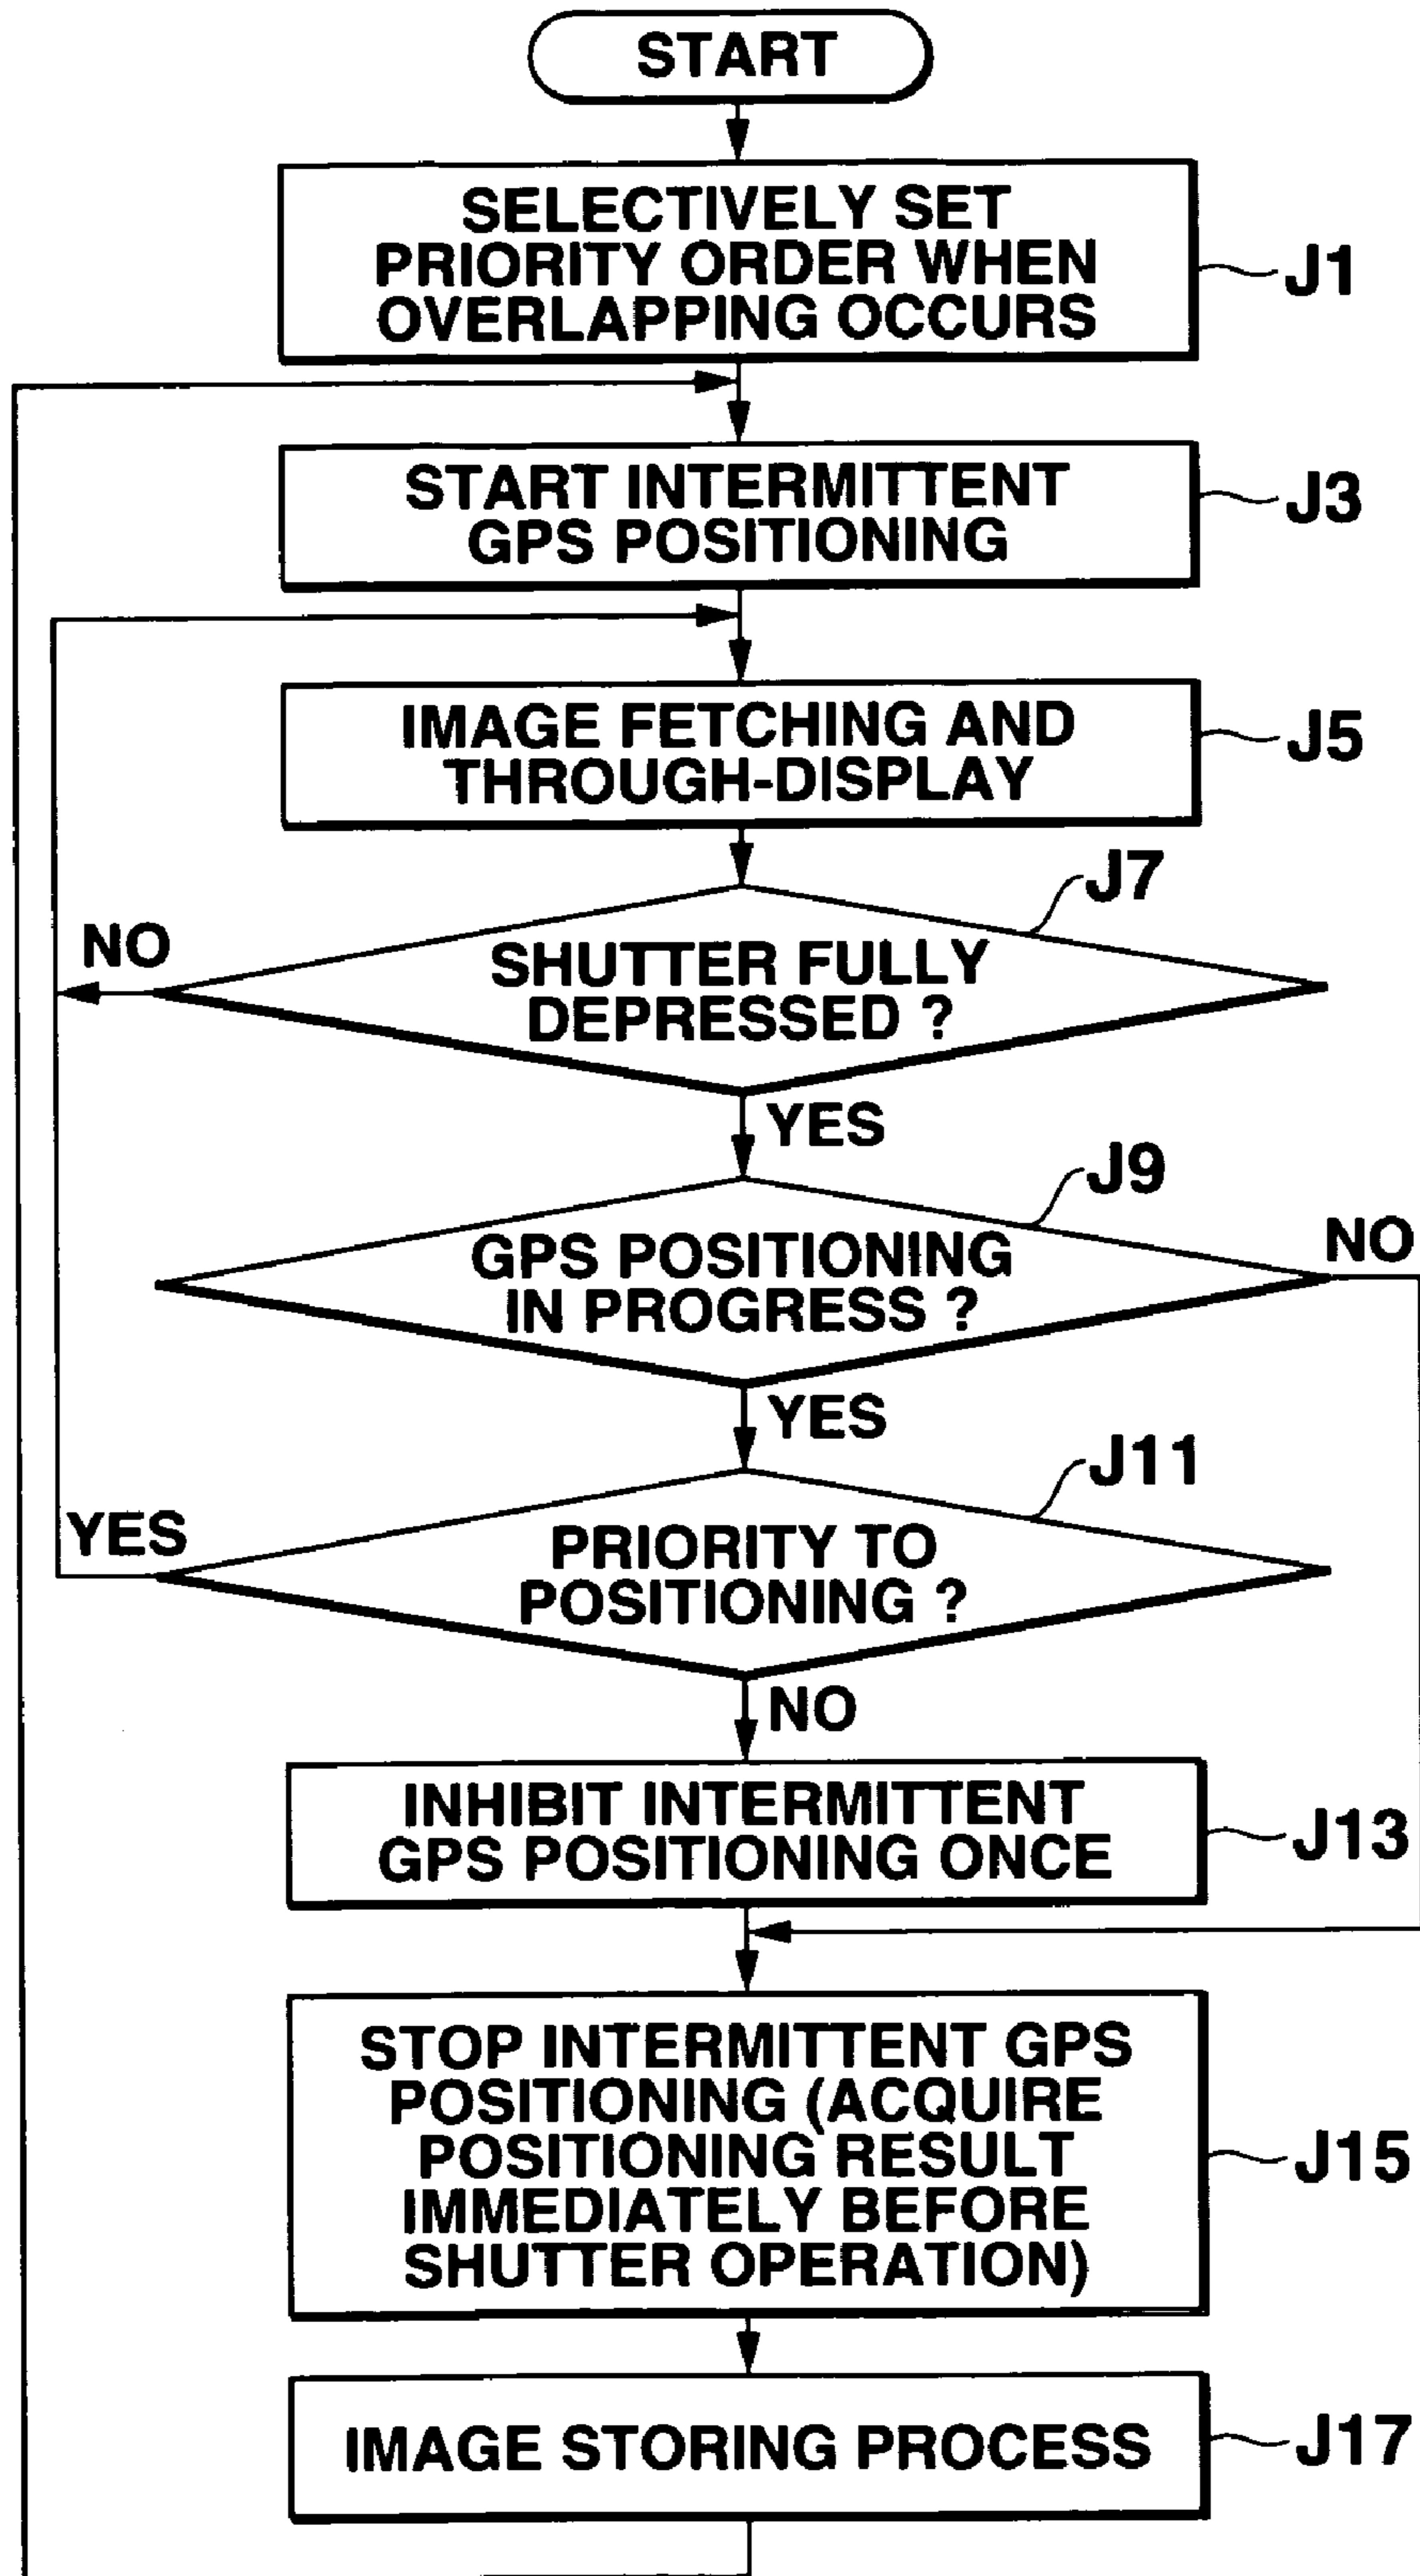 START
SELECTIVELY SET
PRIORITY ORDER WHEN
OVERLAPPING OCCURS
J1
START INTERMITTENT
GPS POSITIONING
J3
IMAGE FETCHING AND
THROUGH-DISPLAY
J5
J7
NO
SHUTTER FULLY
DEPRESSED ?
YES
J9
NO
GPS POSITIONING
IN PROGRESS ?
YES
J11
YES
PRIORITY TO
POSITIONING ?
NO
INHIBIT INTERMITTENT
GPS POSITIONING ONCE
J13
STOP INTERMITTENT GPS
POSITIONING (ACQUIRE
POSITIONING RESULT
IMMEDIATELY BEFORE
SHUTTER OPERATION)
J15
IMAGE STORING PROCESS
J17